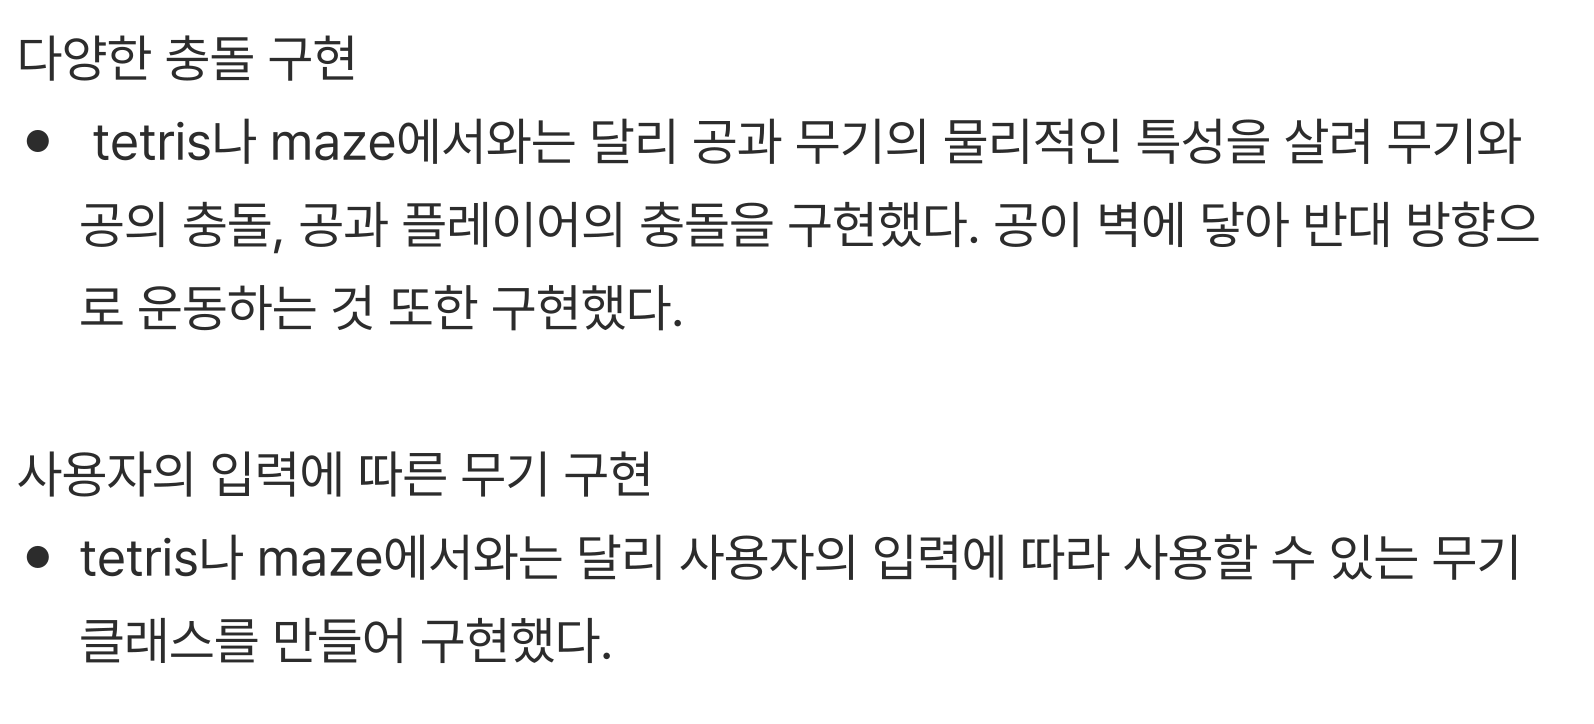 다양한 충돌 구현
● tetris나 maze에서와는 달리 공과 무기의 물리적인 특성을 살려 무기와
공의 충돌, 공과 플레이어의 충돌을 구현했다. 공이 벽에 닿아 반대 방향으
로 운동하는 것 또한 구현했다.
사용자의 입력에 따른 무기 구현
● tetris나 maze에서와는 달리 사용자의 입력에 따라 사용할 수 있는 무기
클래스를 만들어 구현했다.